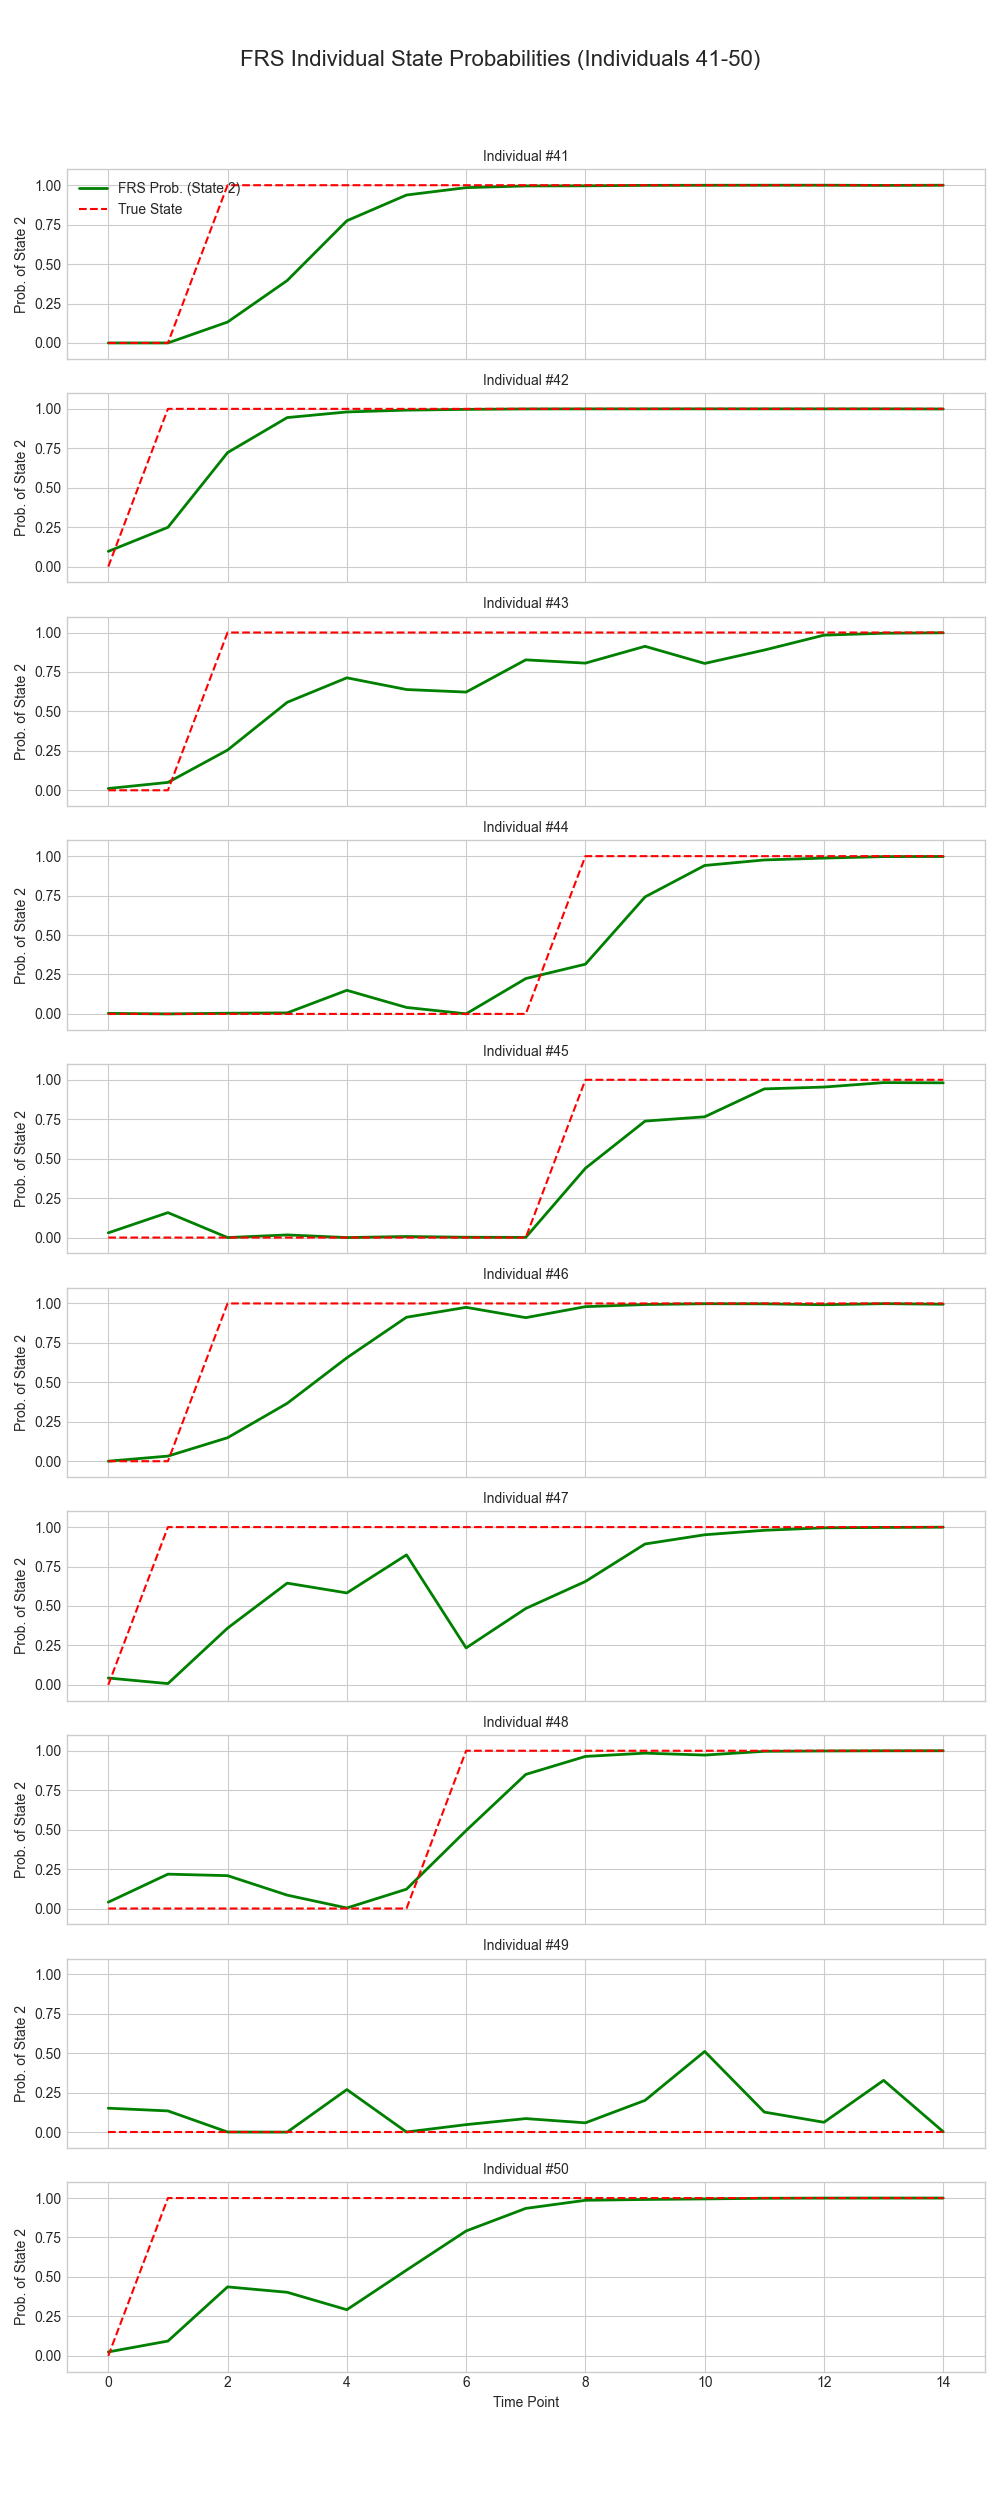 FRS Individual State Probabilities (Individuals 41-50)
Individual #41
FRS Prob. (State 2)
True State
Prob. of State 2
1.00
0.75
0.50
0.25
0.00
Individual #42
Prob. of State 2
1.00
0.75
0.50
0.25
0.00
Individual #43
Prob. of State 2
1.00
0.75
0.50
0.25
0.00
Individual #44
Prob. of State 2
1.00
0.75
0.50
0.25
0.00
Individual #45
Prob. of State 2
1.00
0.75
0.50
0.25
0.00
Individual #46
Prob. of State 2
1.00
0.75
0.50
0.25
0.00
Individual #47
Prob. of State 2
1.00
0.75
0.50
0.25
0.00
Individual #48
Prob. of State 2
1.00
0.75
0.50
0.25
0.00
Individual #49
Prob. of State 2
1.00
0.75
0.50
0.25
0.00
Individual #50
Prob. of State 2
1.00
0.75
0.50
0.25
0.00
0 2 4 6 8 10 12 14
Time Point